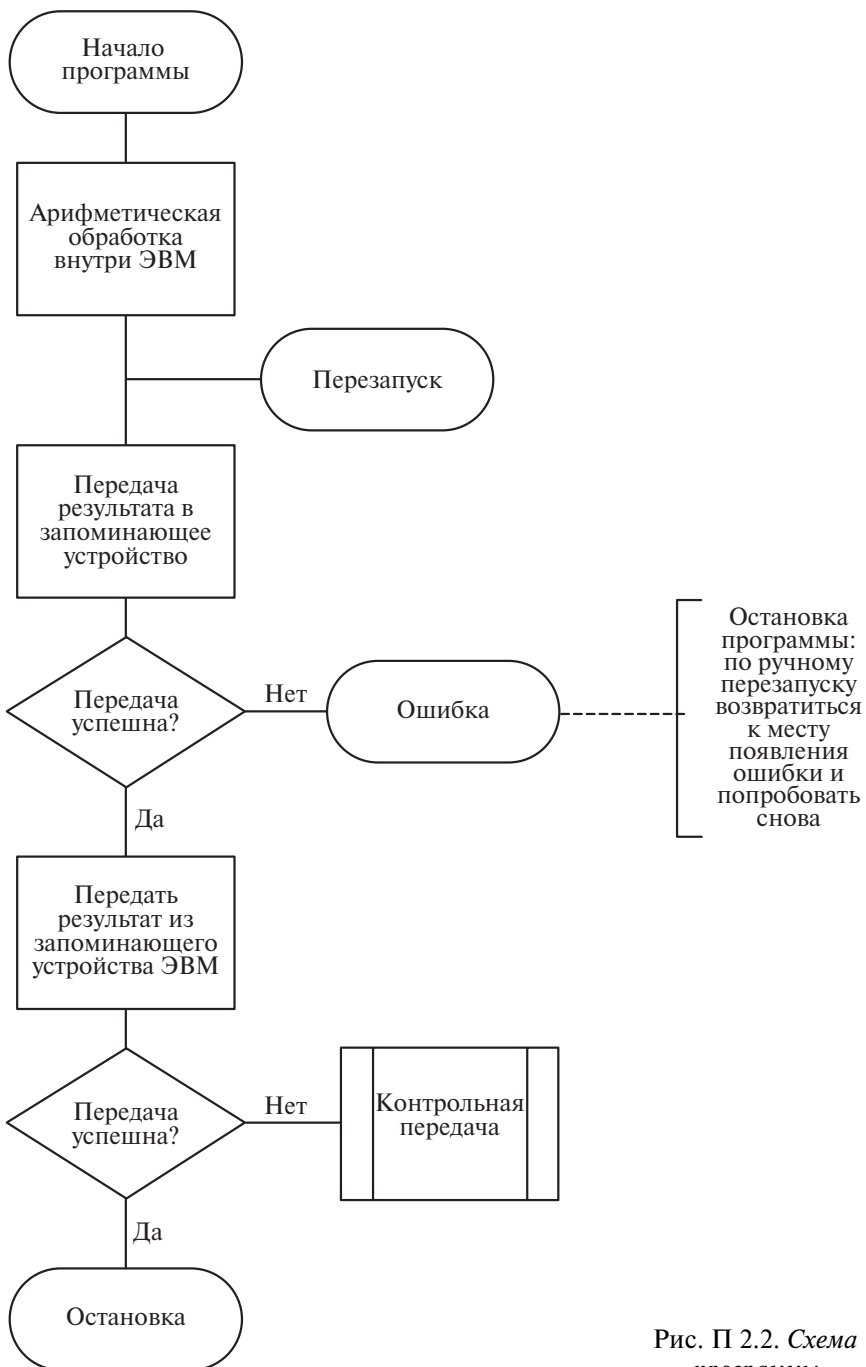 Начало
программы
Арифметическая
обработка
внутри ЭВМ
Перезапуск
Передача
результата в
запоминающее
устройство
Передача
успешна?
Нет
Ошибка
Остановка
программы:
по ручному
перезапуску
возвратиться
к месту
появления
ошибки и
попробовать
снова
Да
Передать
результат из
запоминающего
устройства ЭВМ
Передача
успешна?
Нет
Контрольная
передача
Да
Остановка
Рис. П 2.2. Схема